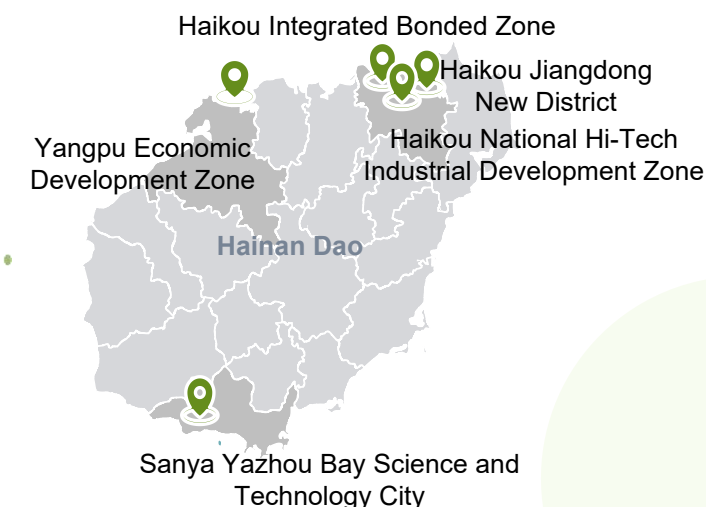 Haikou Integrated Bonded Zone
Haikou Jiangdong
New District
Haikou National Hi-Tech
Industrial Development Zone
Yangpu Economic
Development Zone
Hainan Dao
Sanya Yazhou Bay Science and
Technology City